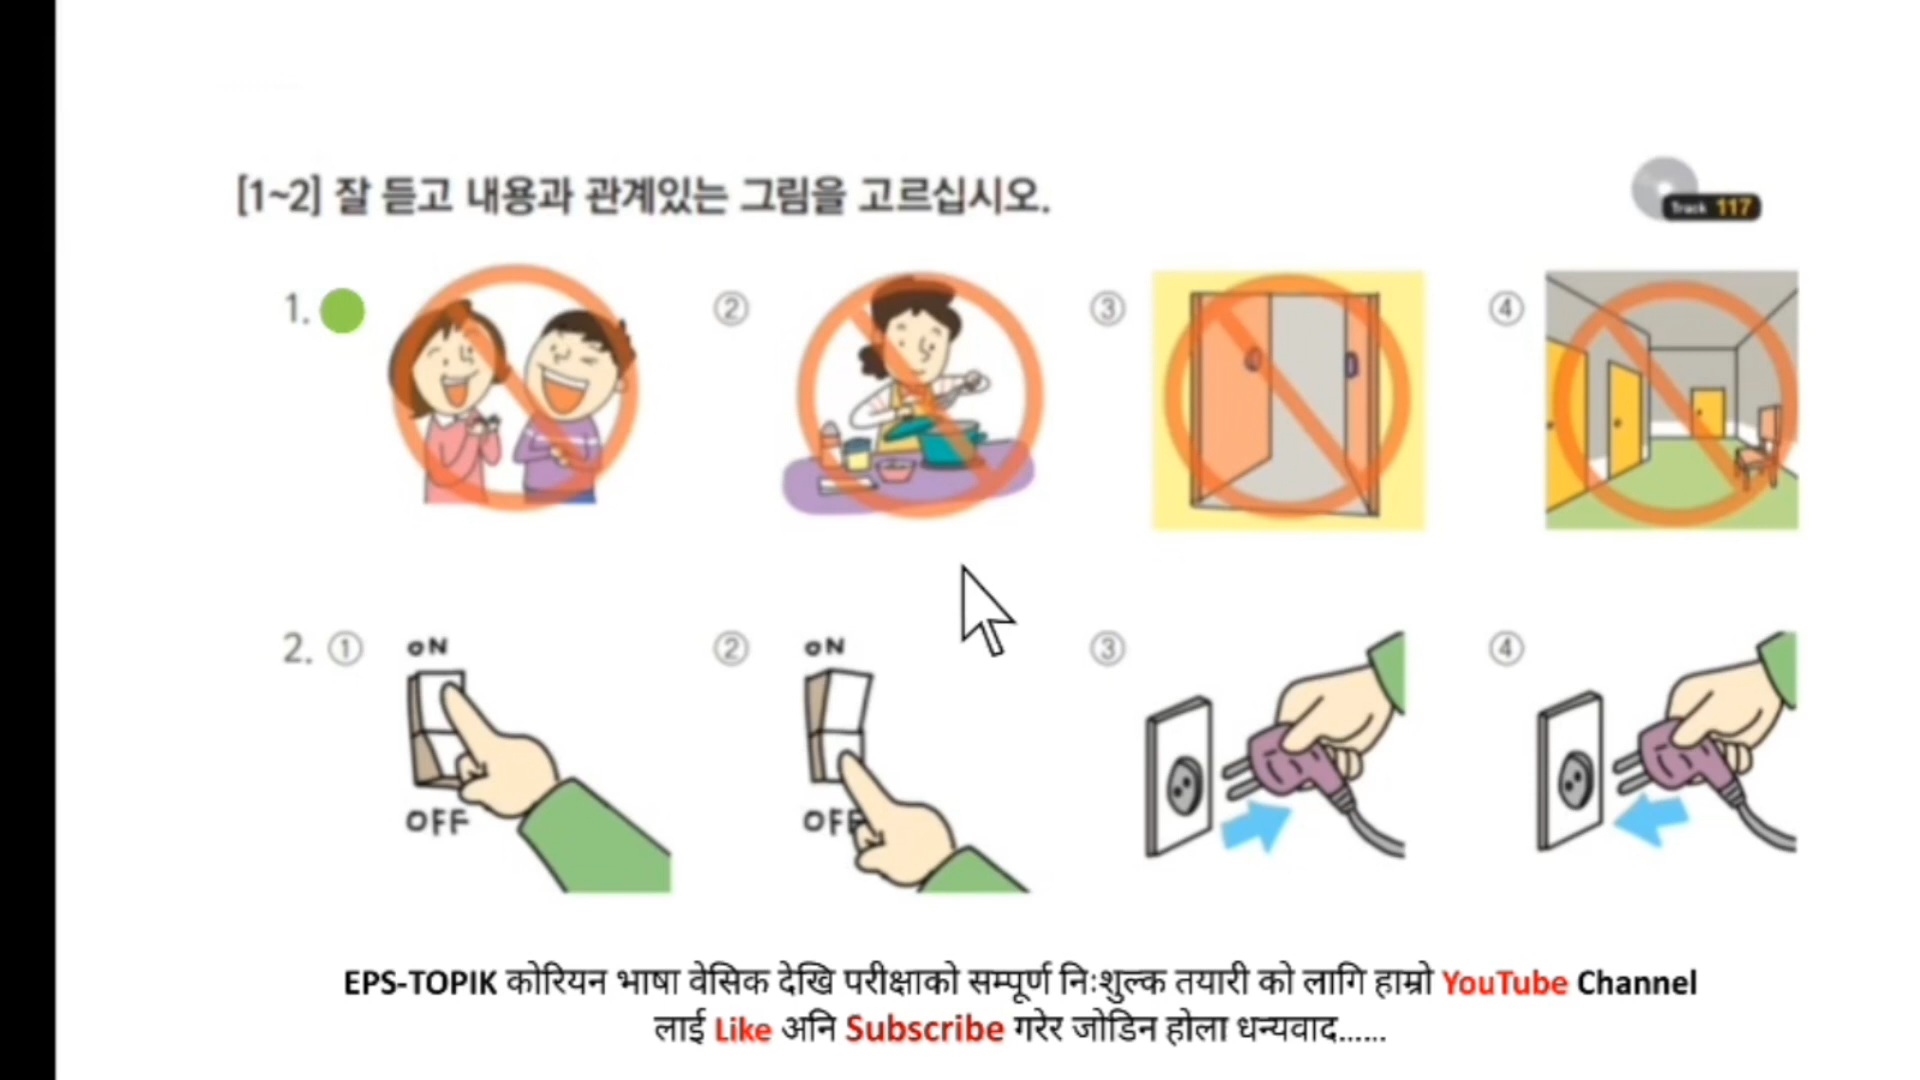 [1~2] 잘 듣고 내용과 관계있는 그림을 고르십시오.
Track 117
1. ② ③ ④
2. ① ② ③ ④
ON ON
OFF OFF
EPS-TOPIK कोरियन भाषा वेसिक देखि परीक्षाको सम्पूर्ण निःशुल्क तयारी को लागि हाम्रो YouTube Channel
लाई Like अनि Subscribe गरेर जोडिन होला धन्यवाद......